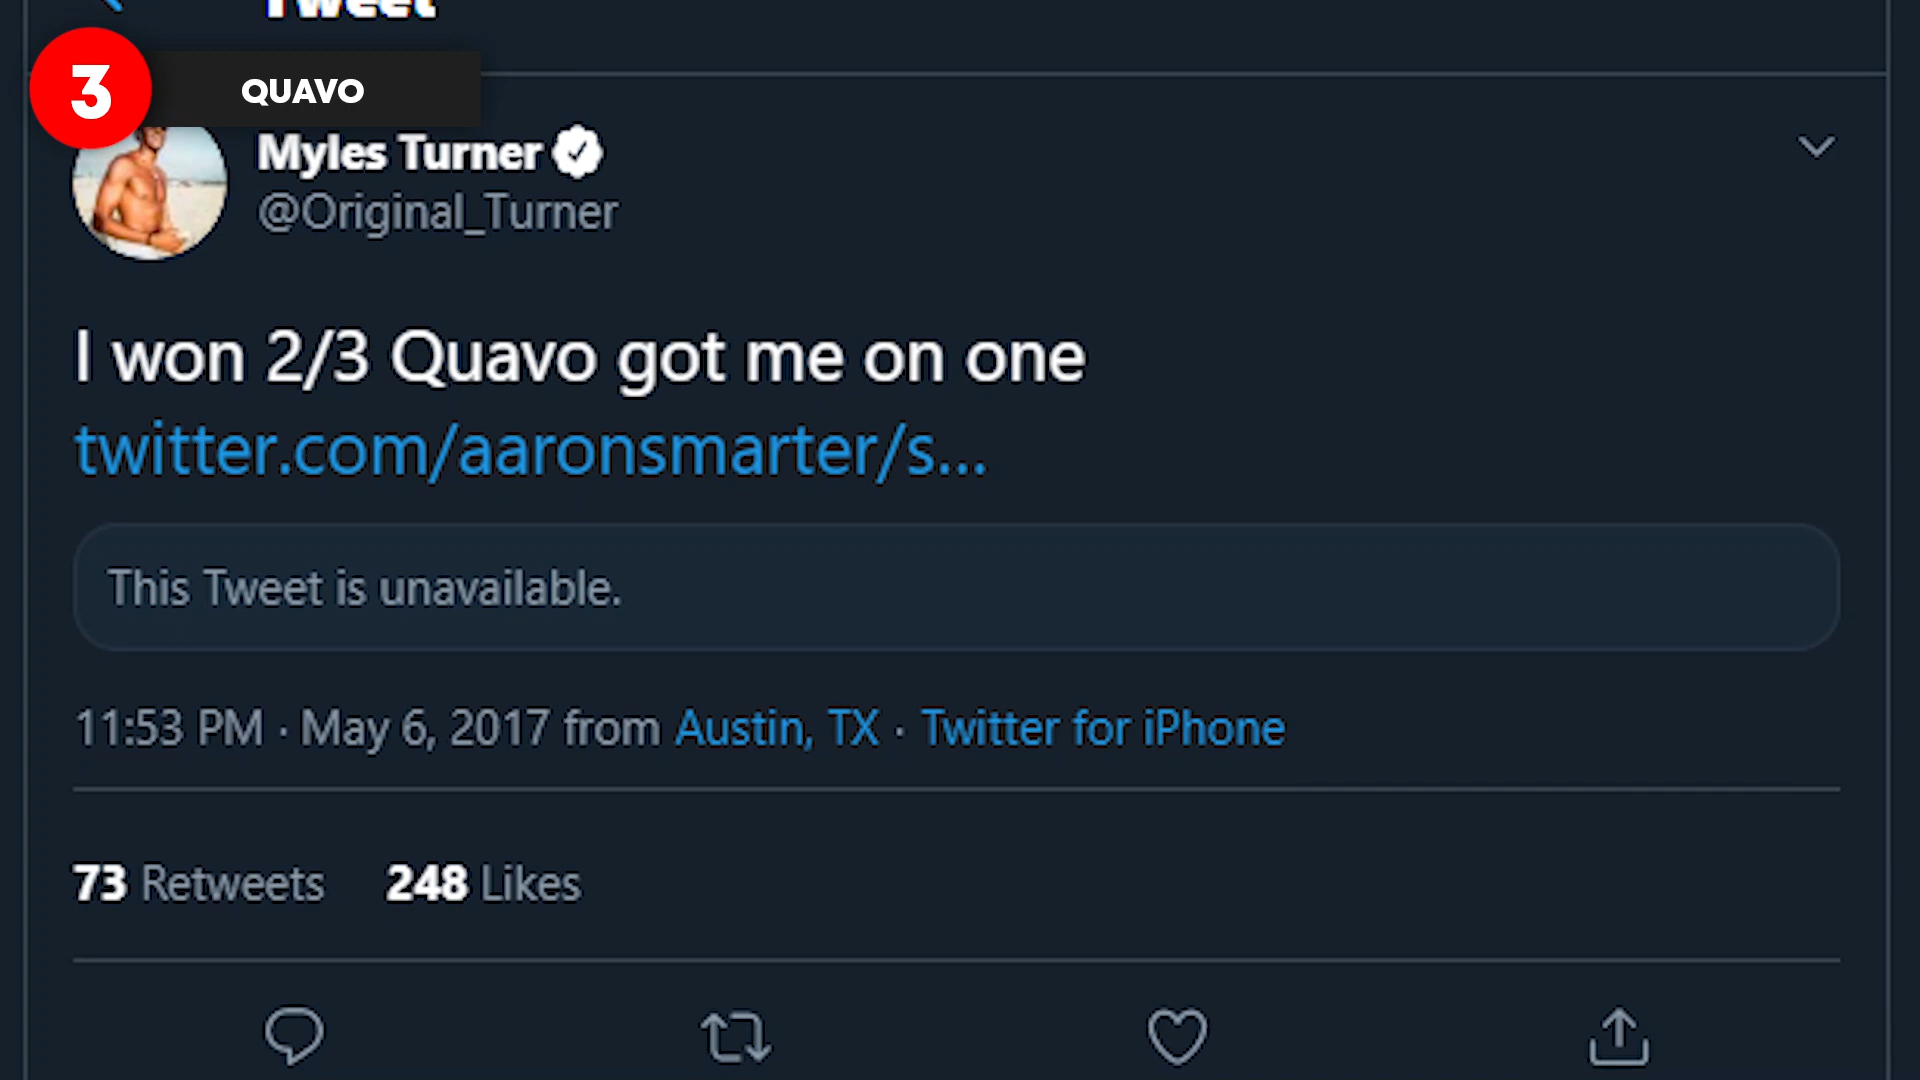 Tweet
3
QUAVO
Myles Turner
@Original_Turner
I won 2/3 Quavo got me on one
twitter.com/aaronsmarter/s...
This Tweet is unavailable.
11:53 PM · May 6, 2017 from Austin, TX · Twitter for iPhone
73 Retweets 248 Likes